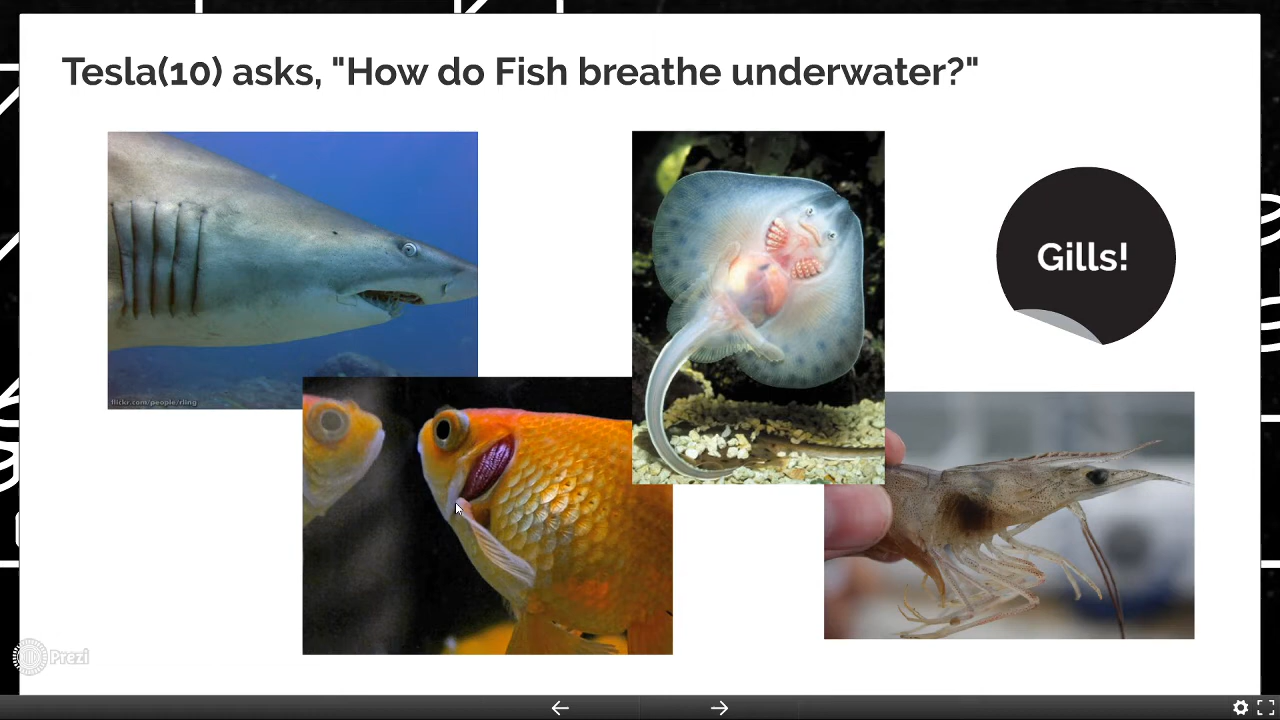 Tesla(10) asks, "How do Fish breathe underwater?"
Gills!
flickr.com/people/rling
Prezi